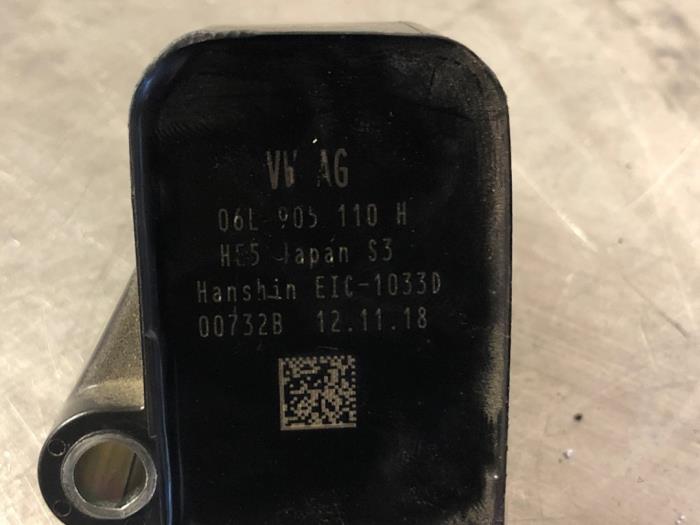 VW AG
06L 905 110 H
HE5 Japan S3
Hanshin EIC-1033D
00732B 12.11.18